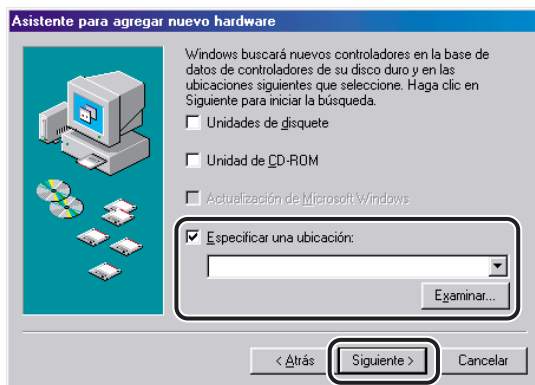 Asistente para agregar nuevo hardware
Windows buscará nuevos controladores en la base de
datos de controladores de su disco duro y en las
ubicaciones siguientes que seleccione. Haga clic en
Siguiente para iniciar la búsqueda.
Unidades de disquete
Unidad de CD-ROM
Actualización de Microsoft Windows
Especificar una ubicación:
Examinar...
< Atrás
Siguiente >
Cancelar